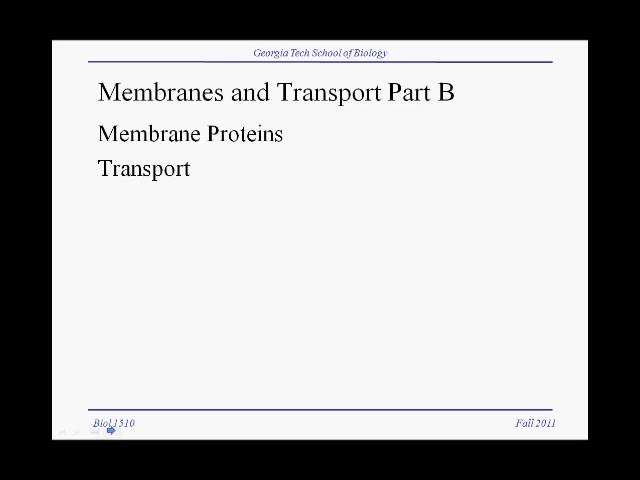 Georgia Tech School of Biology
Membranes and Transport Part B
Membrane Proteins
Transport
Biol 1510
Fall 2011